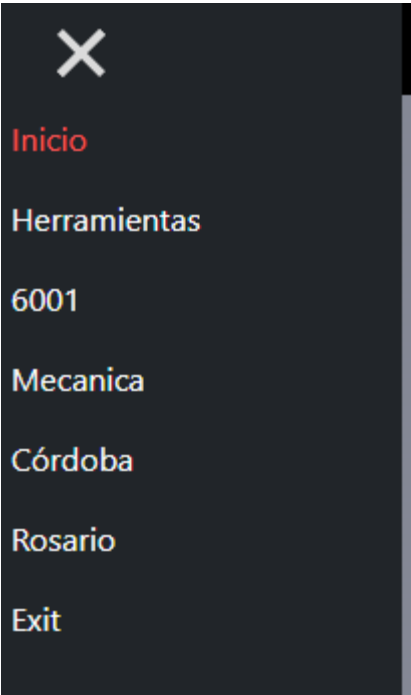 Inicio
Herramientas
6001
Mecanica
Córdoba
Rosario
Exit